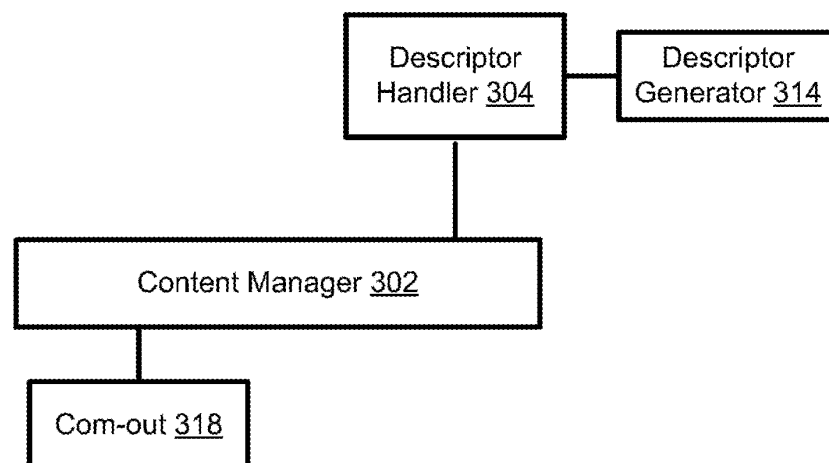 Descriptor
Handler 304
Descriptor
Generator 314
Content Manager 302
Com-out 318